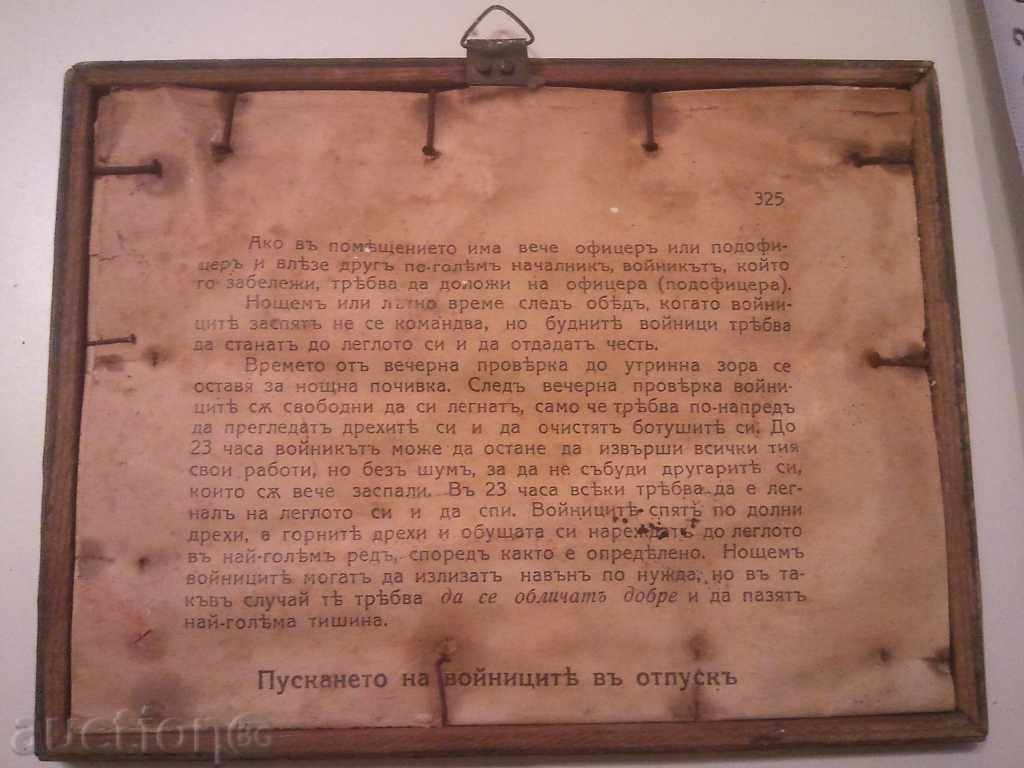 325
Ако въ помѣщението има вече офицеръ или подофи-
церъ и влѣзе другъ по-голѣмъ началникъ, войникътъ, който
го забележи, трѣбва да доложи на офицера (подофицера).
Нощемъ или лѣтно време следъ обѣдъ, когато войни-
цитѣ заспятъ не се командва, но буднитѣ войници трѣбва
да станатъ до леглото си и да отдадатъ честь.
Времето отъ вечерна провѣрка до утринна зора се
оставя за нощна почивка. Следъ вечерна провѣрка войни-
цитѣ сѫ свободни да си легнатъ, само че трѣбва по-напредъ
да прегледатъ дрехитѣ си и да очистятъ ботушитѣ си. До
23 часа войникътъ може да остане да извърши всички тия
свои работи, но безъ шумъ, за да не събуди другаритѣ си,
които сѫ вече заспали. Въ 23 часа всѣки трѣбва да е лег-
налъ на леглото си и да спи. Войницитѣ спятъ по долни
дрехи, а горнитѣ дрехи и обущата си нареждатъ до леглото
въ най-голѣмъ редъ, споредъ както е опредѣлено. Нощемъ
войницитѣ могатъ да излизатъ навънъ по нужда, но въ та-
къвъ случай тѣ трѣбва да се обличатъ добре и да пазятъ
най-голѣма тишина.
Пускането на войницитѣ въ отпускъ
auction.BG